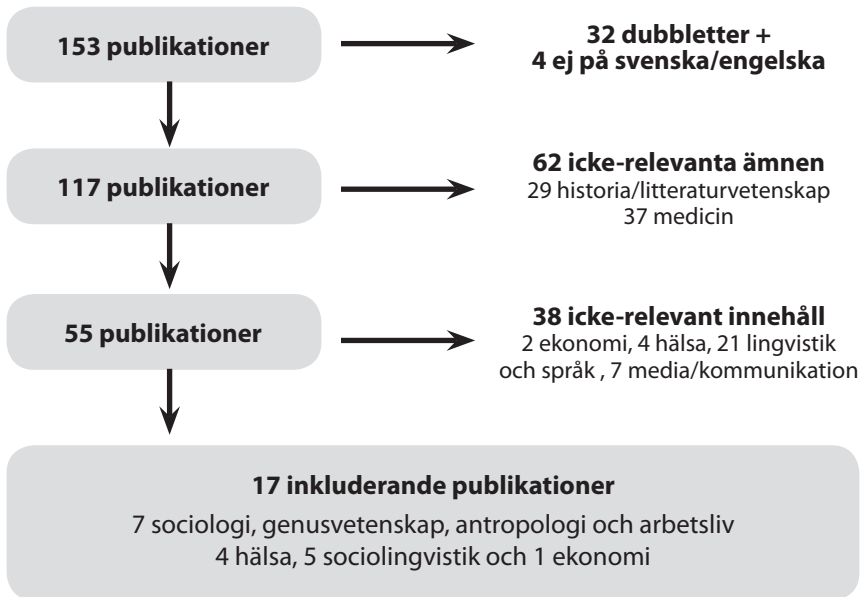 153 publikationer
32 dubbletter +
4 ej på svenska/engelska
117 publikationer
62 icke-relevanta ämnen
29 historia/litteraturvetenskap
37 medicin
55 publikationer
38 icke-relevant innehåll
2 ekonomi, 4 hälsa, 21 lingvistik
och språk , 7 media/kommunikation
17 inkluderande publikationer
7 sociologi, genusvetenskap, antropologi och arbetsliv
4 hälsa, 5 sociolingvistik och 1 ekonomi